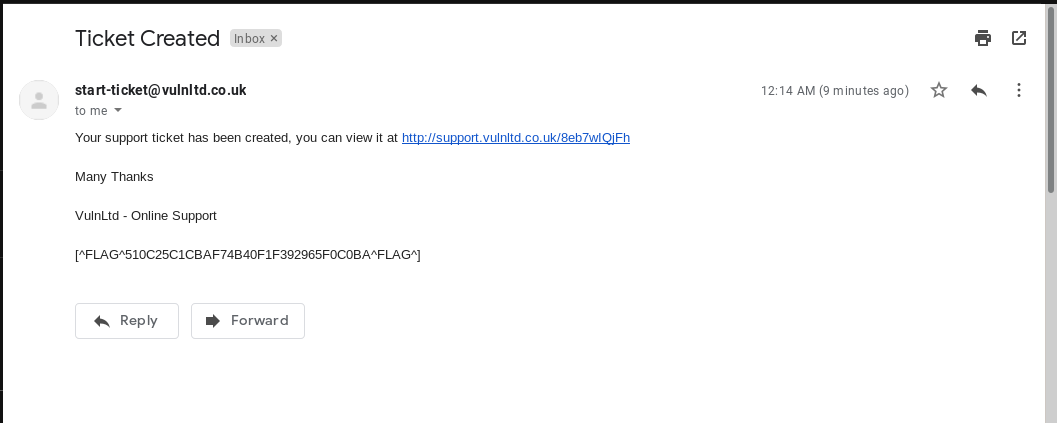 Ticket Created Inbox ×
start-ticket@vulnltd.co.uk 12:14 AM (9 minutes ago)
to me
Your support ticket has been created, you can view it at http://support.vulnltd.co.uk/8eb7wIQjFh
Many Thanks
VulnLtd - Online Support
[^FLAG^510C25C1CBAF74B40F1F392965F0C0BA^FLAG^]
Reply Forward